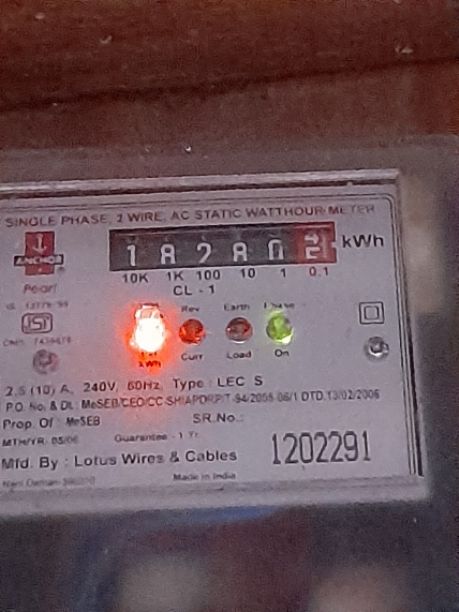 SINGLE PHASE, 2 WIRE, AC STATIC WATTHOUR METER
ANCHOR
Pearl
182802 kWh
10K 1K 100 10 1 0.1
CL - 1
Rev Earth Phase
Curr Load On
kWh
2.5 (10) A, 240V, 60Hz, Type : LEC S
P.O. No. & Dt.: MeSEB/CEO/CC-SHIAPDRP/T-94/2005-06/1 DTD.13/02/2006
Prop. Of : MeSEB SR.No.:
MTH/YR. 05/06 Guarantee - 1 Yr.
1202291
Mfd. By : Lotus Wires & Cables
Made in India